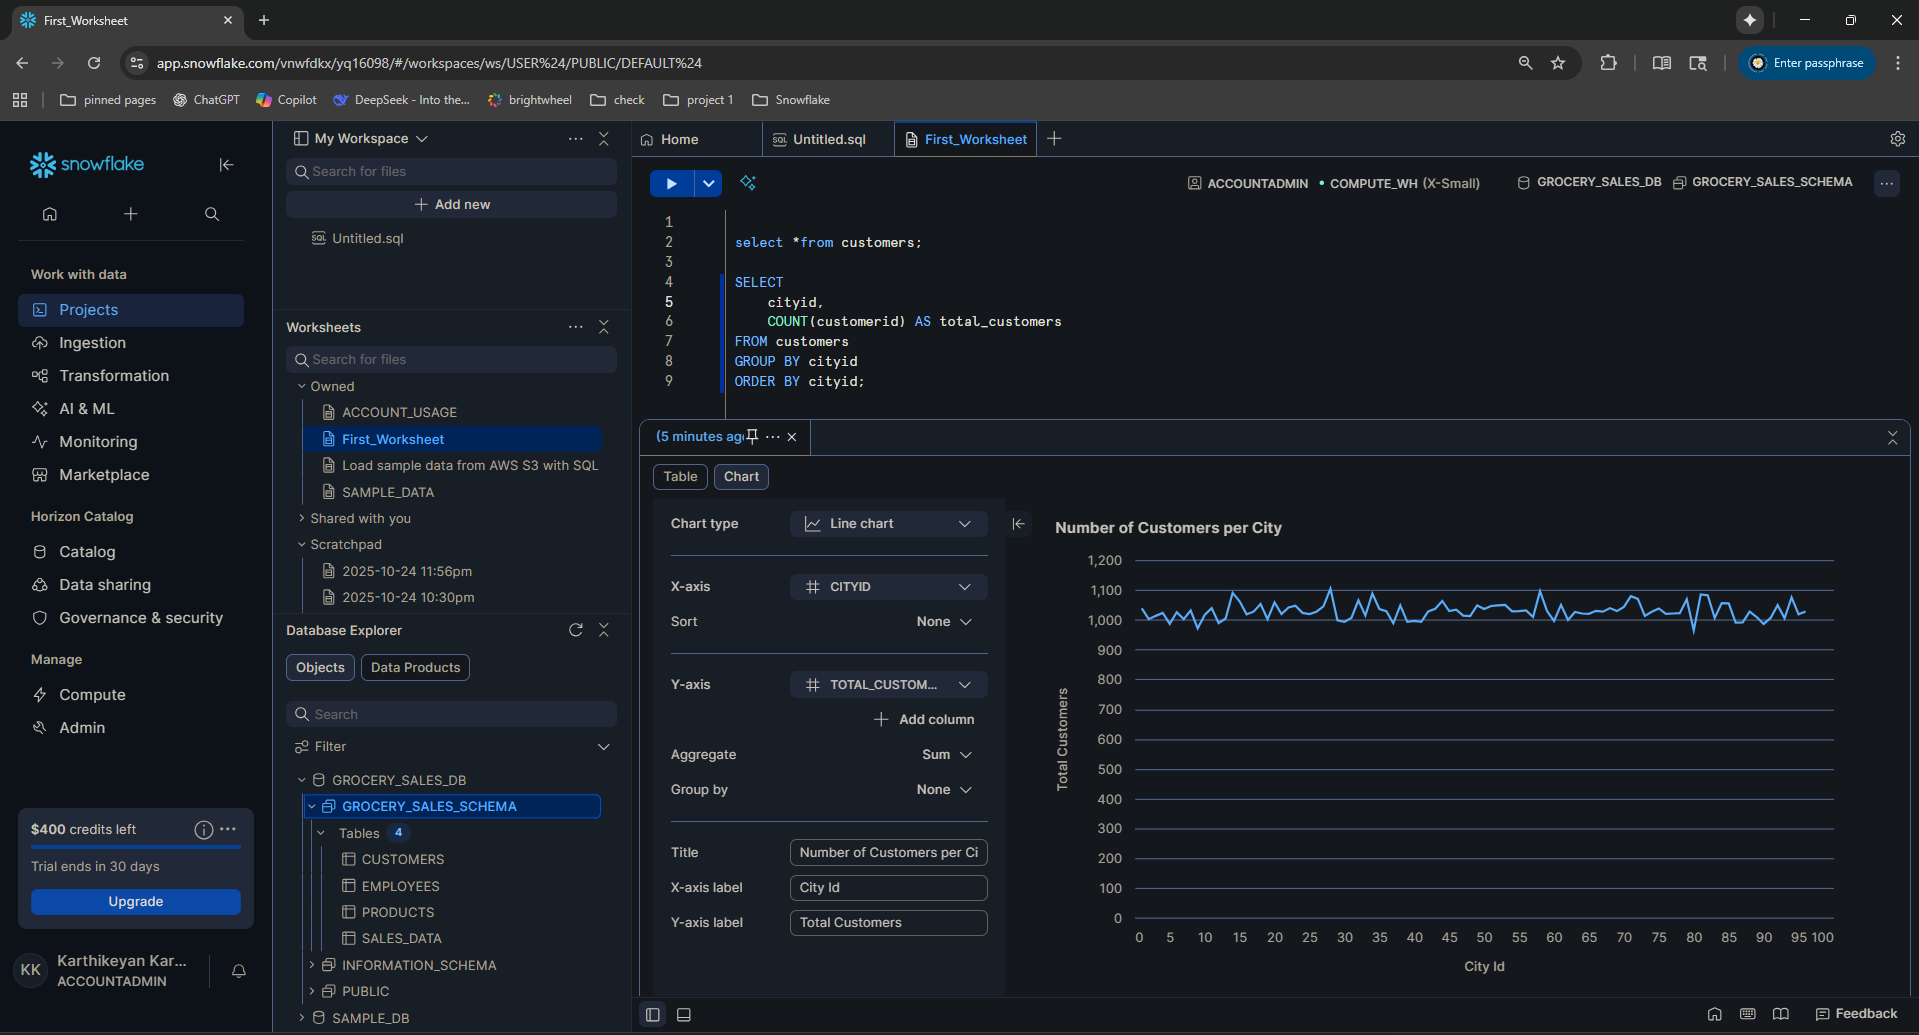 First_Worksheet
app.snowflake.com/vnwfdkx/yq16098/#/workspaces/ws/USER%24/PUBLIC/DEFAULT%24
Enter passphrase
pinned pages
ChatGPT
Copilot
DeepSeek - Into the...
brightwheel
check
project 1
Snowflake
snowflake
Work with data
Projects
Ingestion
Transformation
AI & ML
Monitoring
Marketplace
Horizon Catalog
Catalog
Data sharing
Governance & security
Manage
Compute
Admin
$400 credits left
Trial ends in 30 days
Upgrade
KK
Karthikeyan Kar...
ACCOUNTADMIN
My Workspace
Search for files
Add new
Untitled.sql
Worksheets
Search for files
Owned
ACCOUNT_USAGE
First_Worksheet
Load sample data from AWS S3 with SQL
SAMPLE_DATA
Shared with you
Scratchpad
2025-10-24 11:56pm
2025-10-24 10:30pm
Database Explorer
Objects
Data Products
Search
Filter
GROCERY_SALES_DB
GROCERY_SALES_SCHEMA
Tables 4
CUSTOMERS
EMPLOYEES
PRODUCTS
SALES_DATA
INFORMATION_SCHEMA
PUBLIC
SAMPLE_DB
Home
Untitled.sql
First_Worksheet
ACCOUNTADMIN • COMPUTE_WH (X-Small)
GROCERY_SALES_DB
GROCERY_SALES_SCHEMA
1
2 select *from customers;
3
4 SELECT
5 cityid,
6 COUNT(customerid) AS total_customers
7 FROM customers
8 GROUP BY cityid
9 ORDER BY cityid;
(5 minutes ag
Table
Chart
Chart type
Line chart
X-axis
CITYID
Sort
None
Y-axis
TOTAL_CUSTOM...
Add column
Aggregate
Sum
Group by
None
Title
Number of Customers per Ci
X-axis label
City Id
Y-axis label
Total Customers
Number of Customers per City
1,200
1,100
1,000
900
800
700
600
500
400
300
200
100
0
Total Customers
0 5 10 15 20 25 30 35 40 45 50 55 60 65 70 75 80 85 90 95 100
City Id
Feedback